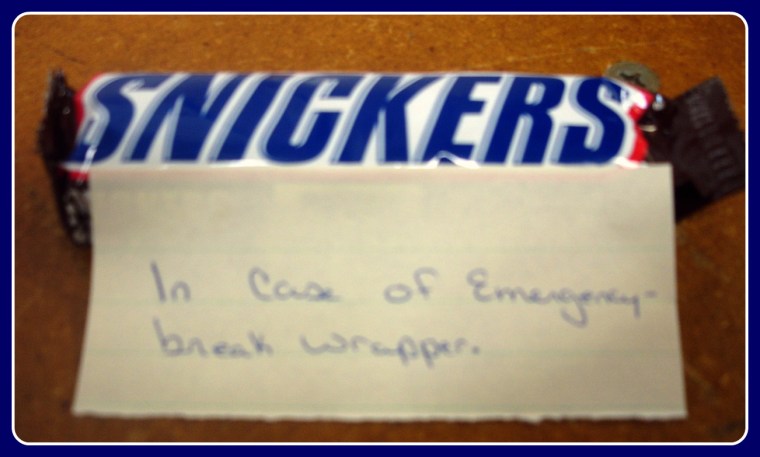 SNICKERS
In Case of Emergency-
break wrapper.